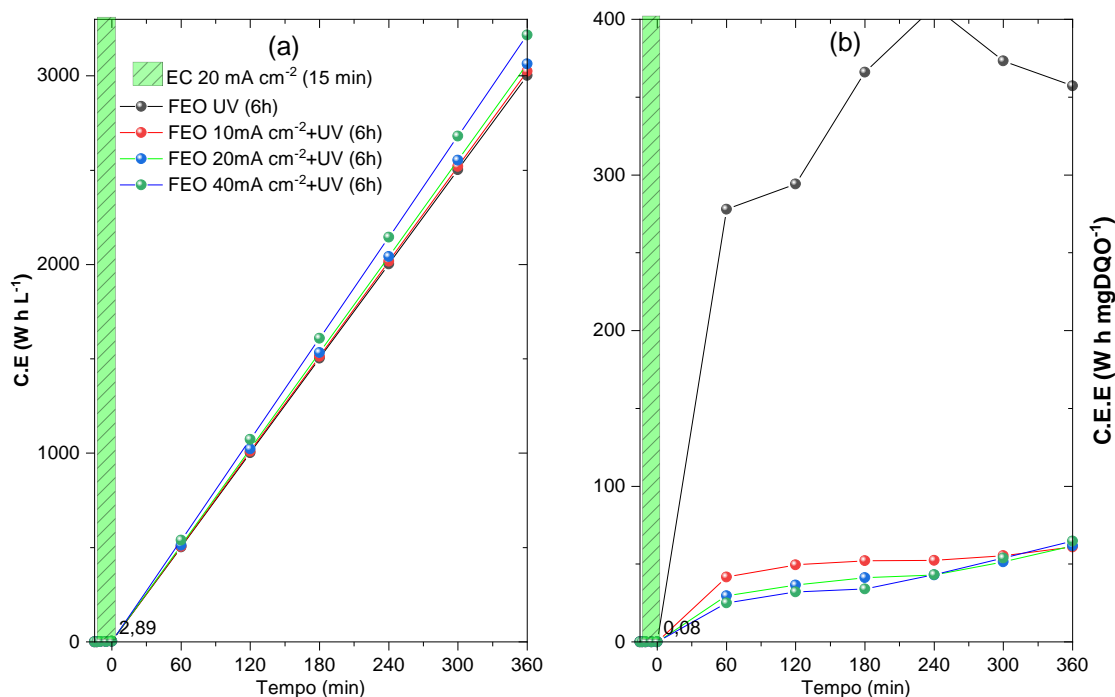 (a)
EC 20 mA cm⁻² (15 min)
FEO UV (6h)
FEO 10mA cm⁻²+UV (6h)
FEO 20mA cm⁻²+UV (6h)
FEO 40mA cm⁻²+UV (6h)
3000
2000
1000
0
C.E (W h L⁻¹)
2,89
0
60
120
180
240
300
360
Tempo (min)
(b)
400
300
200
100
0
C.E.E (W h mgDQO⁻¹)
0,08
0
60
120
180
240
300
360
Tempo (min)